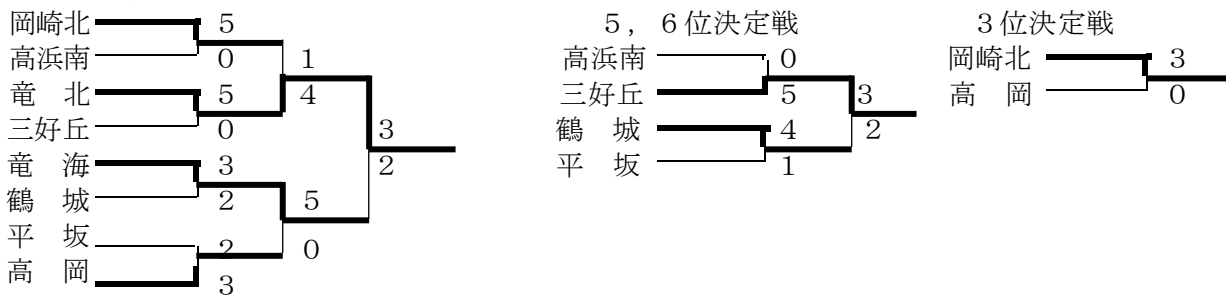 岡崎北 5
高浜南 0
1
竜 北 5
4
三好丘 0
3
2
竜 海 3
鶴 城 2
5
平 坂 2
0
高 岡 3
5，6位決定戦
高浜南 0
三好丘 5
3
鶴 城 4
2
平 坂 1
3位決定戦
岡崎北 3
高 岡 0